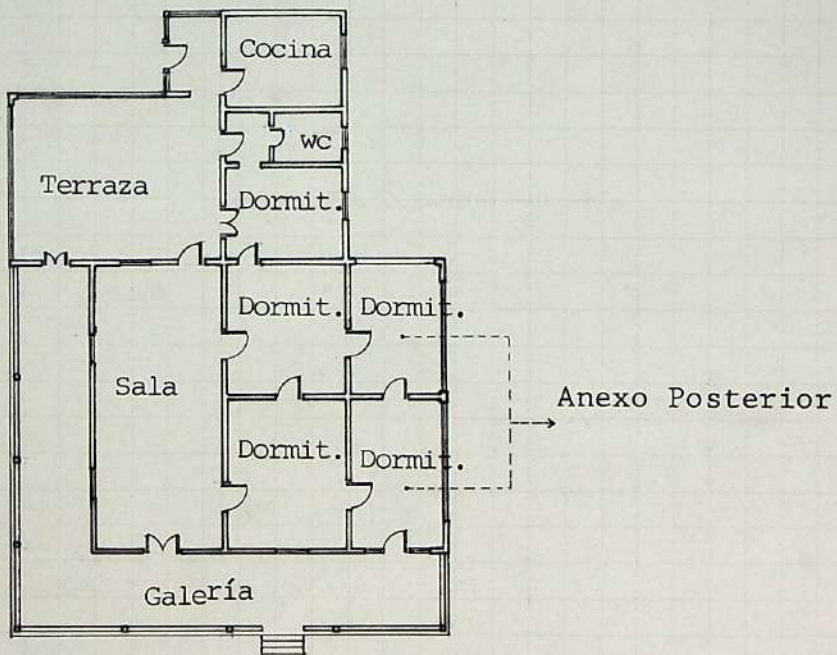 Cocina
WC
Terraza
Dormit.
Dormit.
Dormit.
Sala
Anexo Posterior
Dormit.
Dormit.
Galería